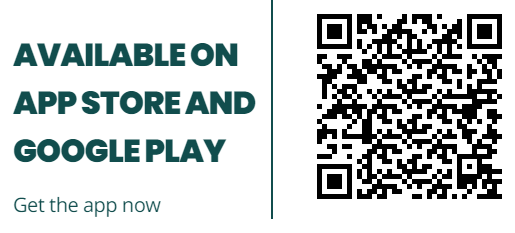 AVAILABLE ON
APP STORE AND
GOOGLE PLAY
Get the app now